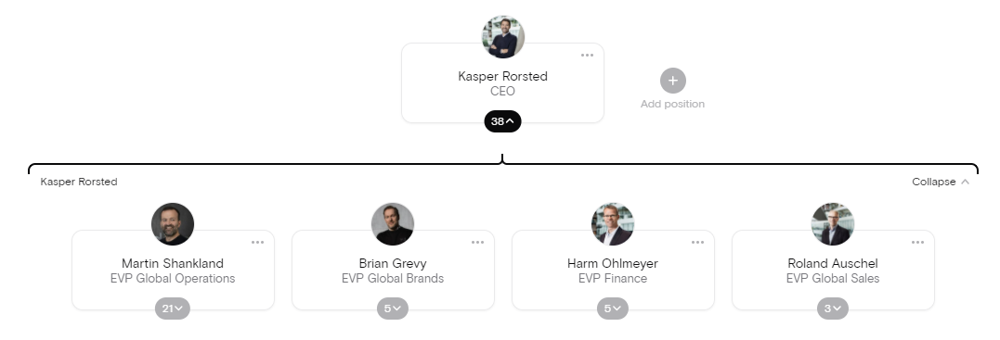 Kasper Rorsted
CEO
38
Add position
Kasper Rorsted
Collapse
Martin Shankland
EVP Global Operations
21
Brian Grevy
EVP Global Brands
5
Harm Ohlmeyer
EVP Finance
5
Roland Auschel
EVP Global Sales
3